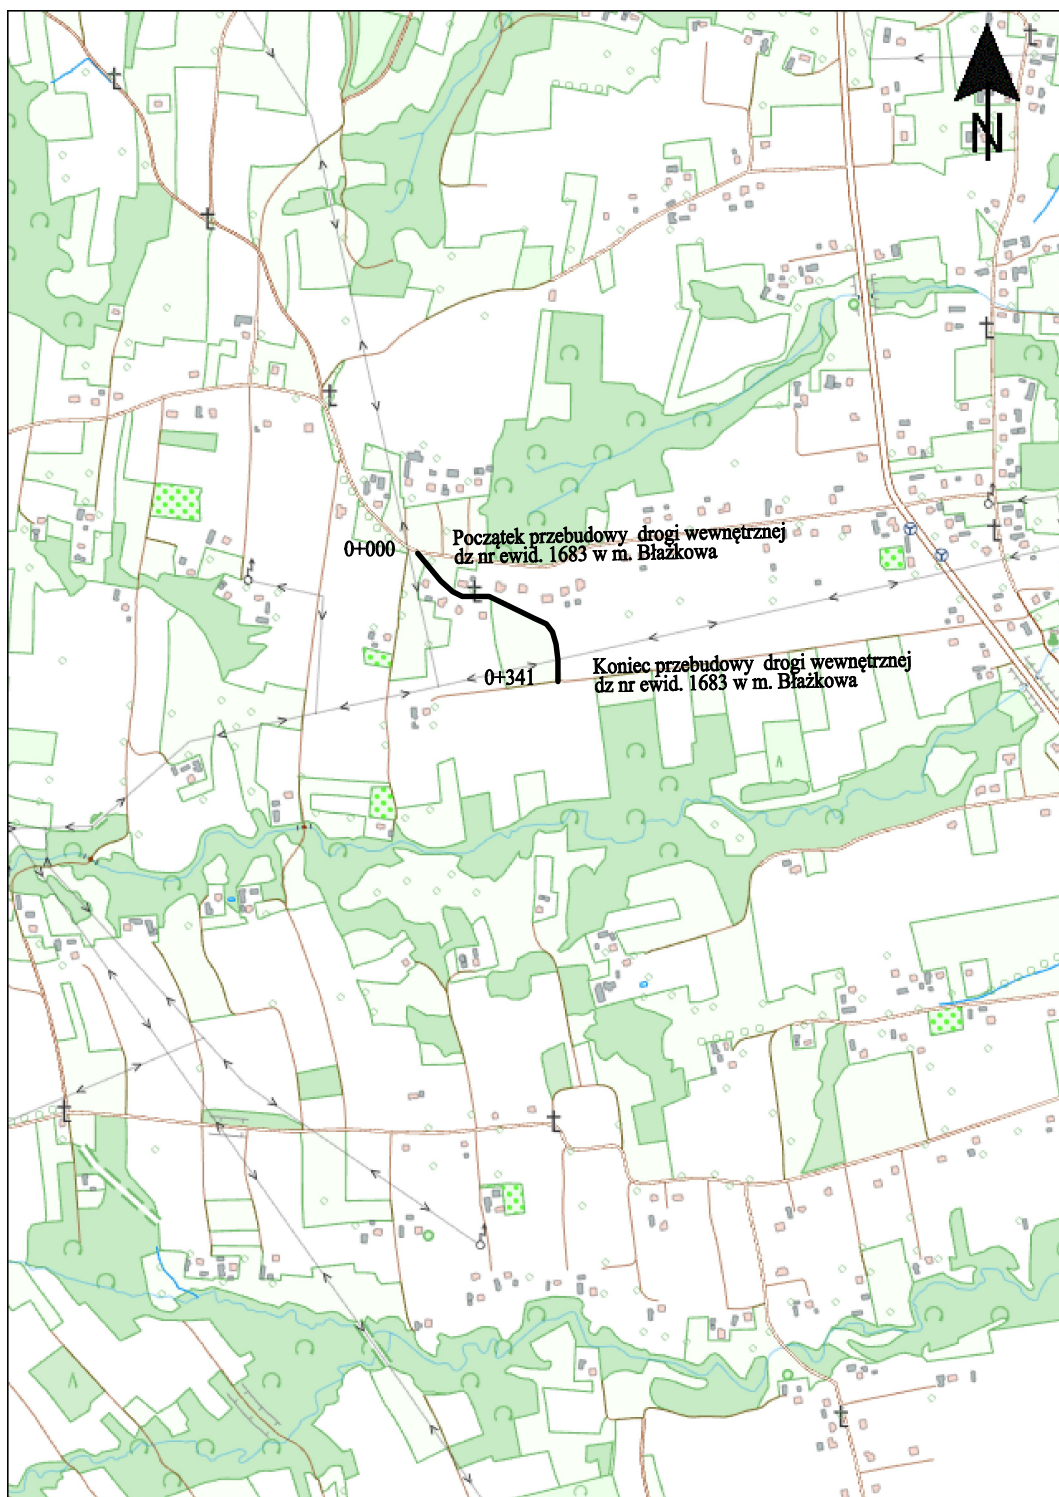 N
Początek przebudowy drogi wewnętrznej
0+000
dz nr ewid. 1683 w m. Błażkowa
Koniec przebudowy drogi wewnętrznej
0+341
dz nr ewid. 1683 w m. Błażkowa